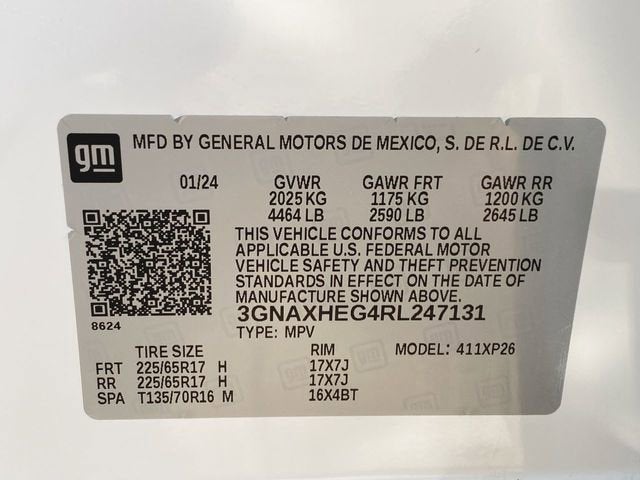 gm MFD BY GENERAL MOTORS DE MEXICO, S. DE R.L. DE C.V.
01/24 GVWR GAWR FRT GAWR RR
2025 KG 1175 KG 1200 KG
4464 LB 2590 LB 2645 LB
THIS VEHICLE CONFORMS TO ALL
APPLICABLE U.S. FEDERAL MOTOR
VEHICLE SAFETY AND THEFT PREVENTION
STANDARDS IN EFFECT ON THE DATE OF
MANUFACTURE SHOWN ABOVE.
3GNAXHEG4RL247131
8624
TYPE: MPV
TIRE SIZE RIM MODEL: 411XP26
FRT 225/65R17 H 17X7J
RR 225/65R17 H 17X7J
SPA T135/70R16 M 16X4BT